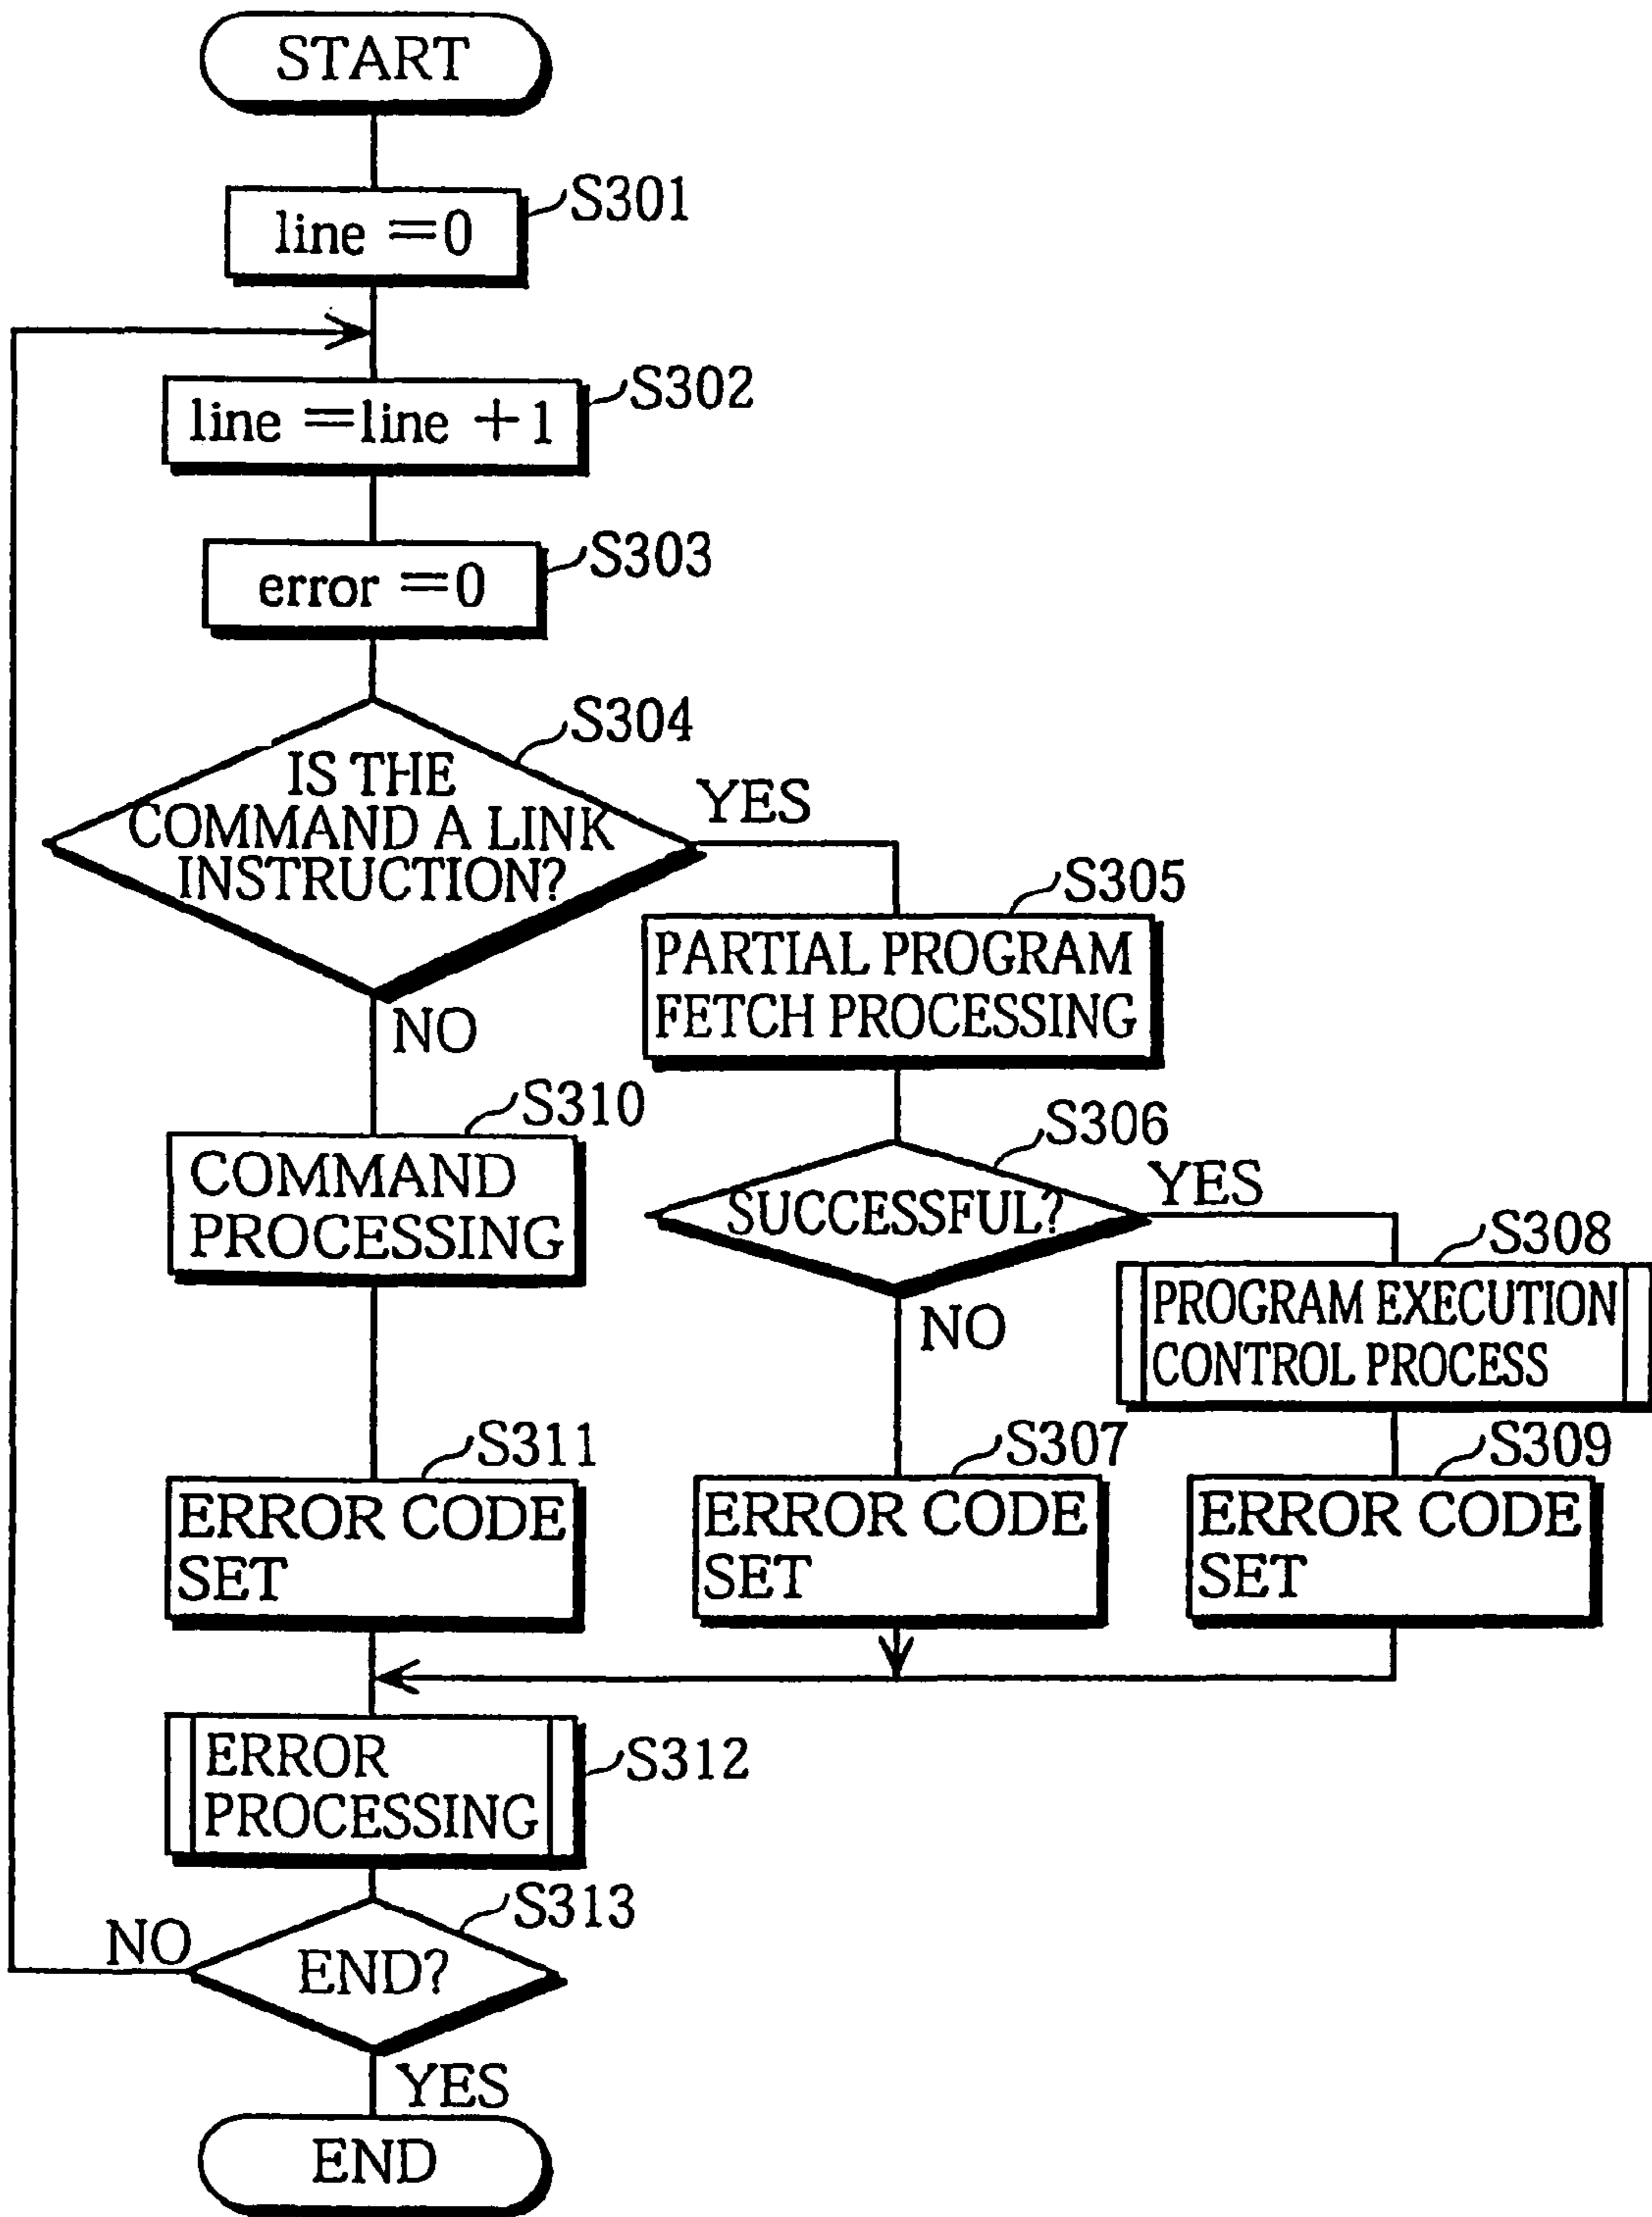 START
S301
line =0
S302
line =line +1
S303
error =0
S304
IS THE
COMMAND A LINK
INSTRUCTION?
YES
NO
S305
PARTIAL PROGRAM
FETCH PROCESSING
S306
SUCCESSFUL?
YES
NO
S308
PROGRAM EXECUTION
CONTROL PROCESS
S310
COMMAND
PROCESSING
S311
ERROR CODE
SET
S307
ERROR CODE
SET
S309
ERROR CODE
SET
S312
ERROR
PROCESSING
S313
END?
NO
YES
END